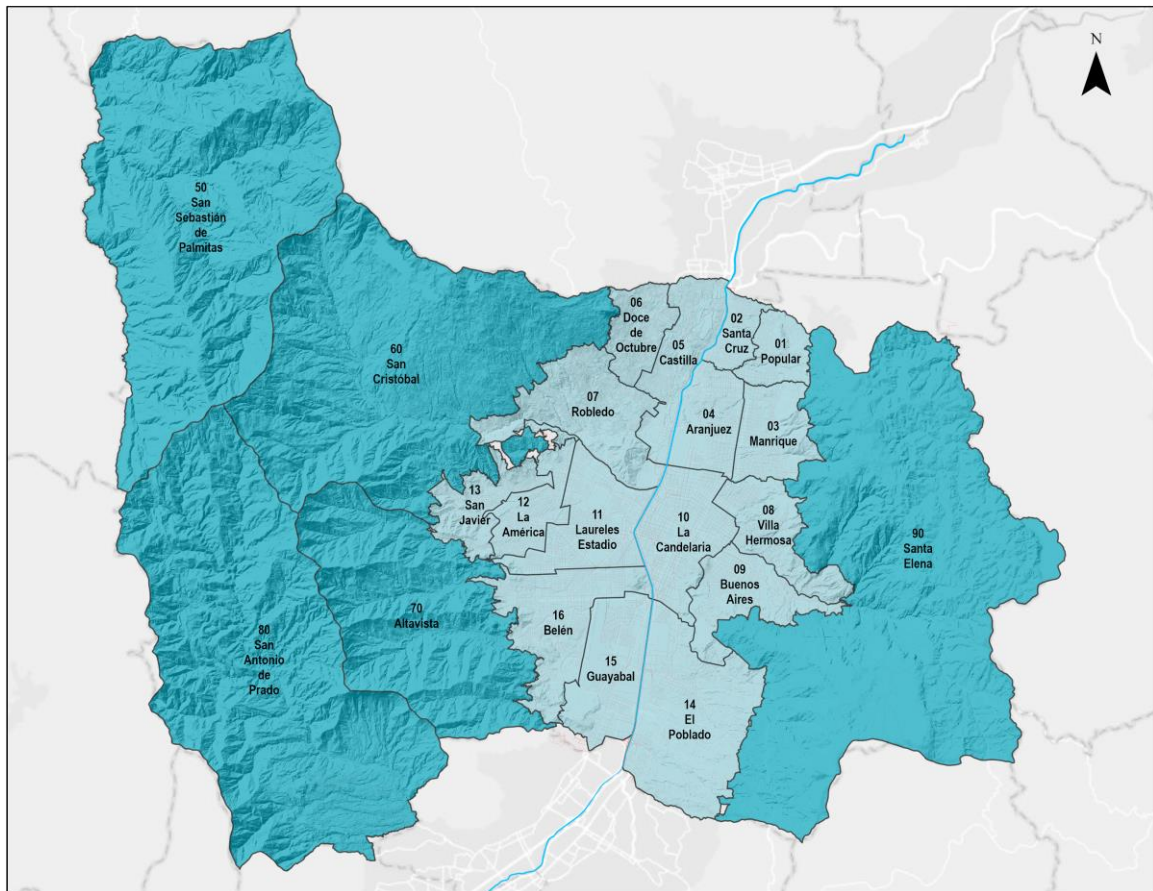 N
50
San
Sebastián
de
Palmitas
60
San
Cristóbal
06
Doce
de
Octubre
05
Castilla
02
Santa
Cruz
01
Popular
07
Robledo
04
Aranjuez
03
Manrique
13
San
Javier
12
La
América
11
Laureles
Estadio
10
La
Candelaria
08
Villa
Hermosa
90
Santa
Elena
09
Buenos
Aires
70
Altavista
16
Belén
80
San
Antonio
de
Prado
15
Guayabal
14
El
Poblado